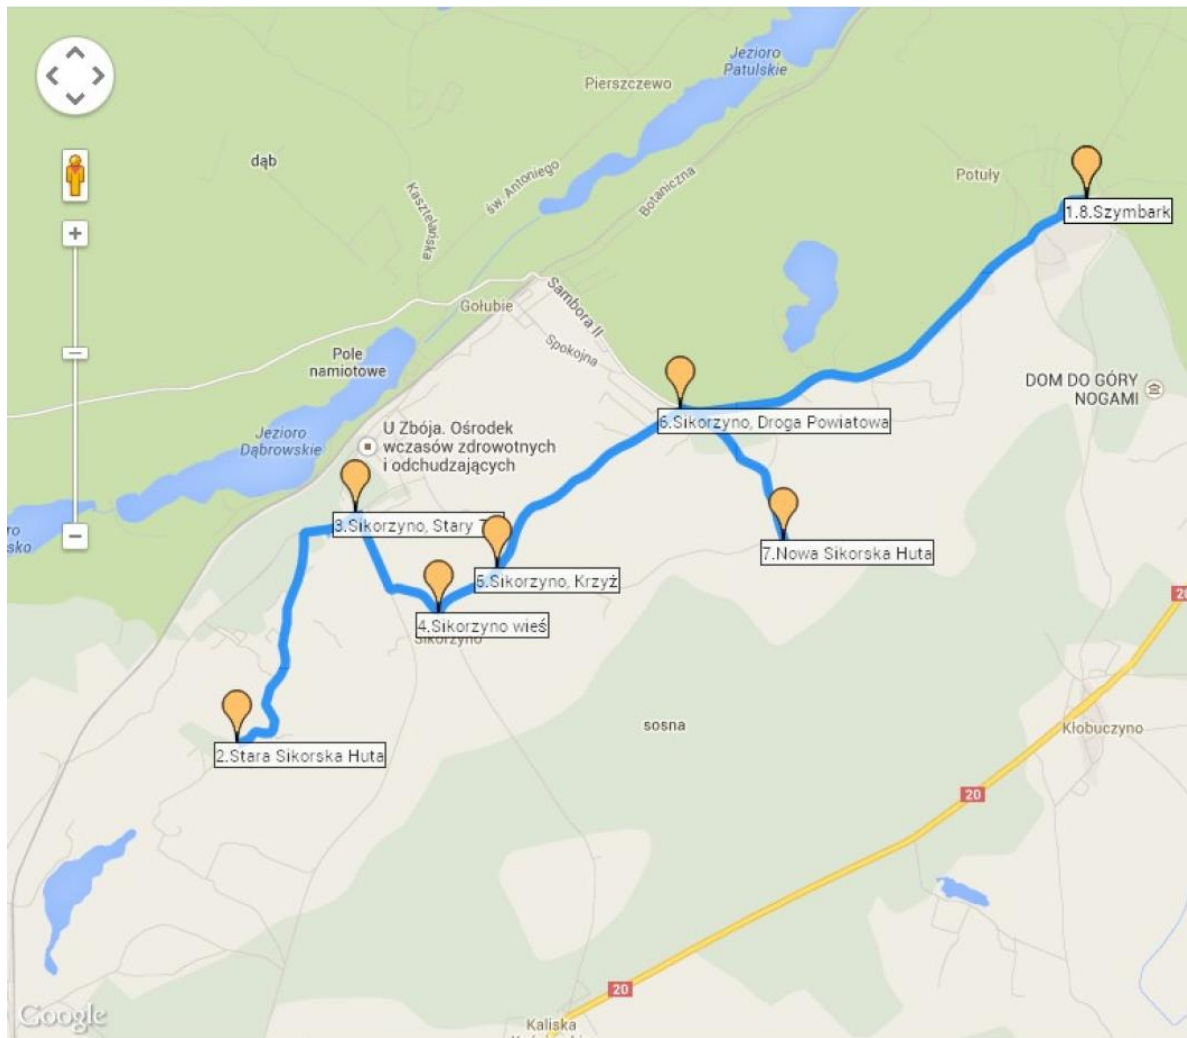 Jezioro
Patulskie
Pierszczewo
dąb
Kasztelańska
św. Antoniego
Botaniczna
Potuły
1.8.Szymbark
Gołubie
Sambora II
Spokojna
Pole
namiotowe
DOM DO GÓRY
NOGAMI
6.Sikorzyno, Droga Powiatowa
U Zbója. Ośrodek
wczasów zdrowotnych
i odchudzających
Jezioro
Dąbrowskie
3.Sikorzyno, Stary
7.Nowa Sikorska Huta
5.Sikorzyno, Krzyż
4.Sikorzyno wieś
Sikorzyno
20
sosna
Kłobuczyno
2.Stara Sikorska Huta
20
20
Google
Kaliska